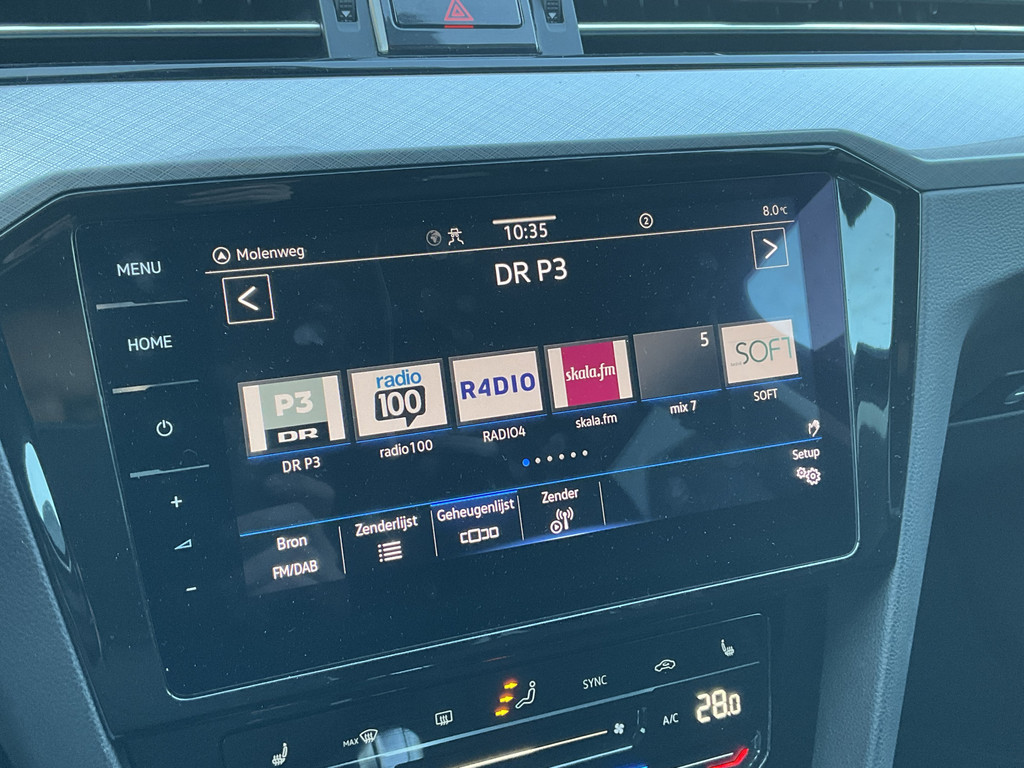 Molenweg
10:35
2
8.0°C
MENU
HOME
DR P3
P3
DR
radio
100
R4DIO
skala.fm
5
SOFT
DR P3
radio100
RADIO4
skala.fm
mix 7
SOFT
Setup
Bron
FM/DAB
Zenderlijst
Geheugenlijst
Zender
+
-
MAX
SYNC
A/C
28.0